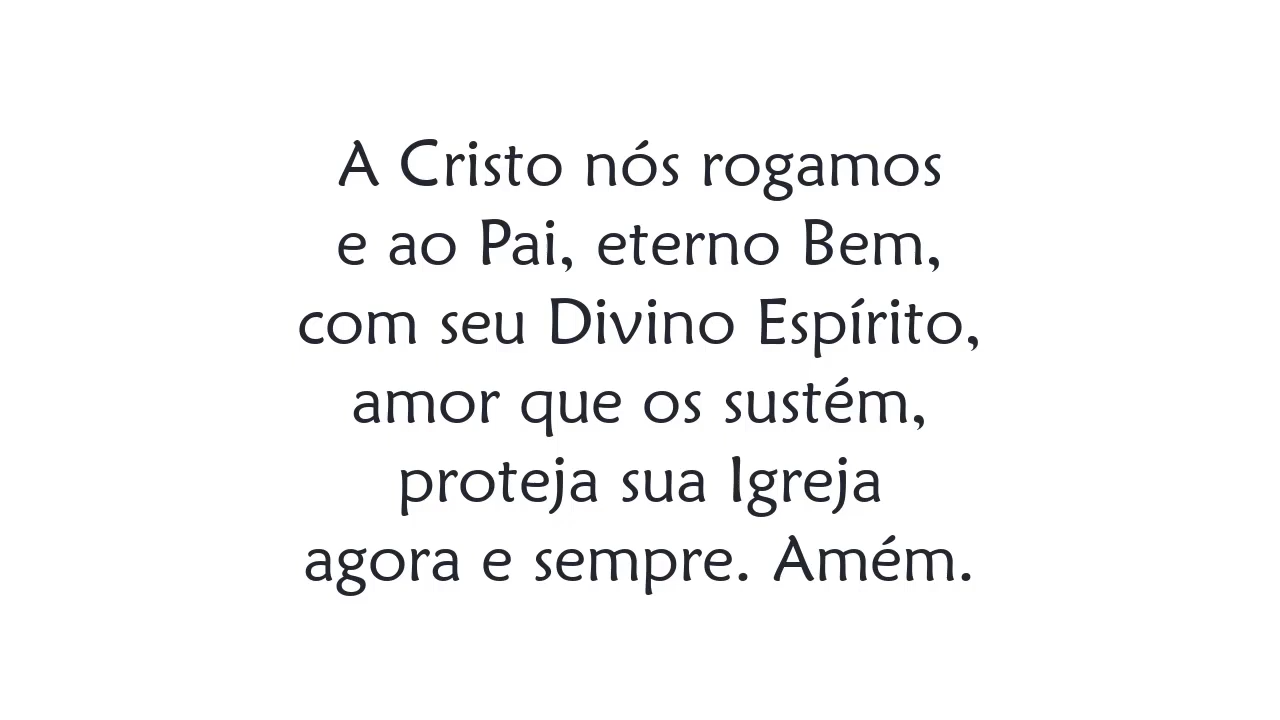 A Cristo nós rogamos
e ao Pai, eterno Bem,
com seu Divino Espírito,
amor que os sustém,
proteja sua Igreja
agora e sempre. Amém.